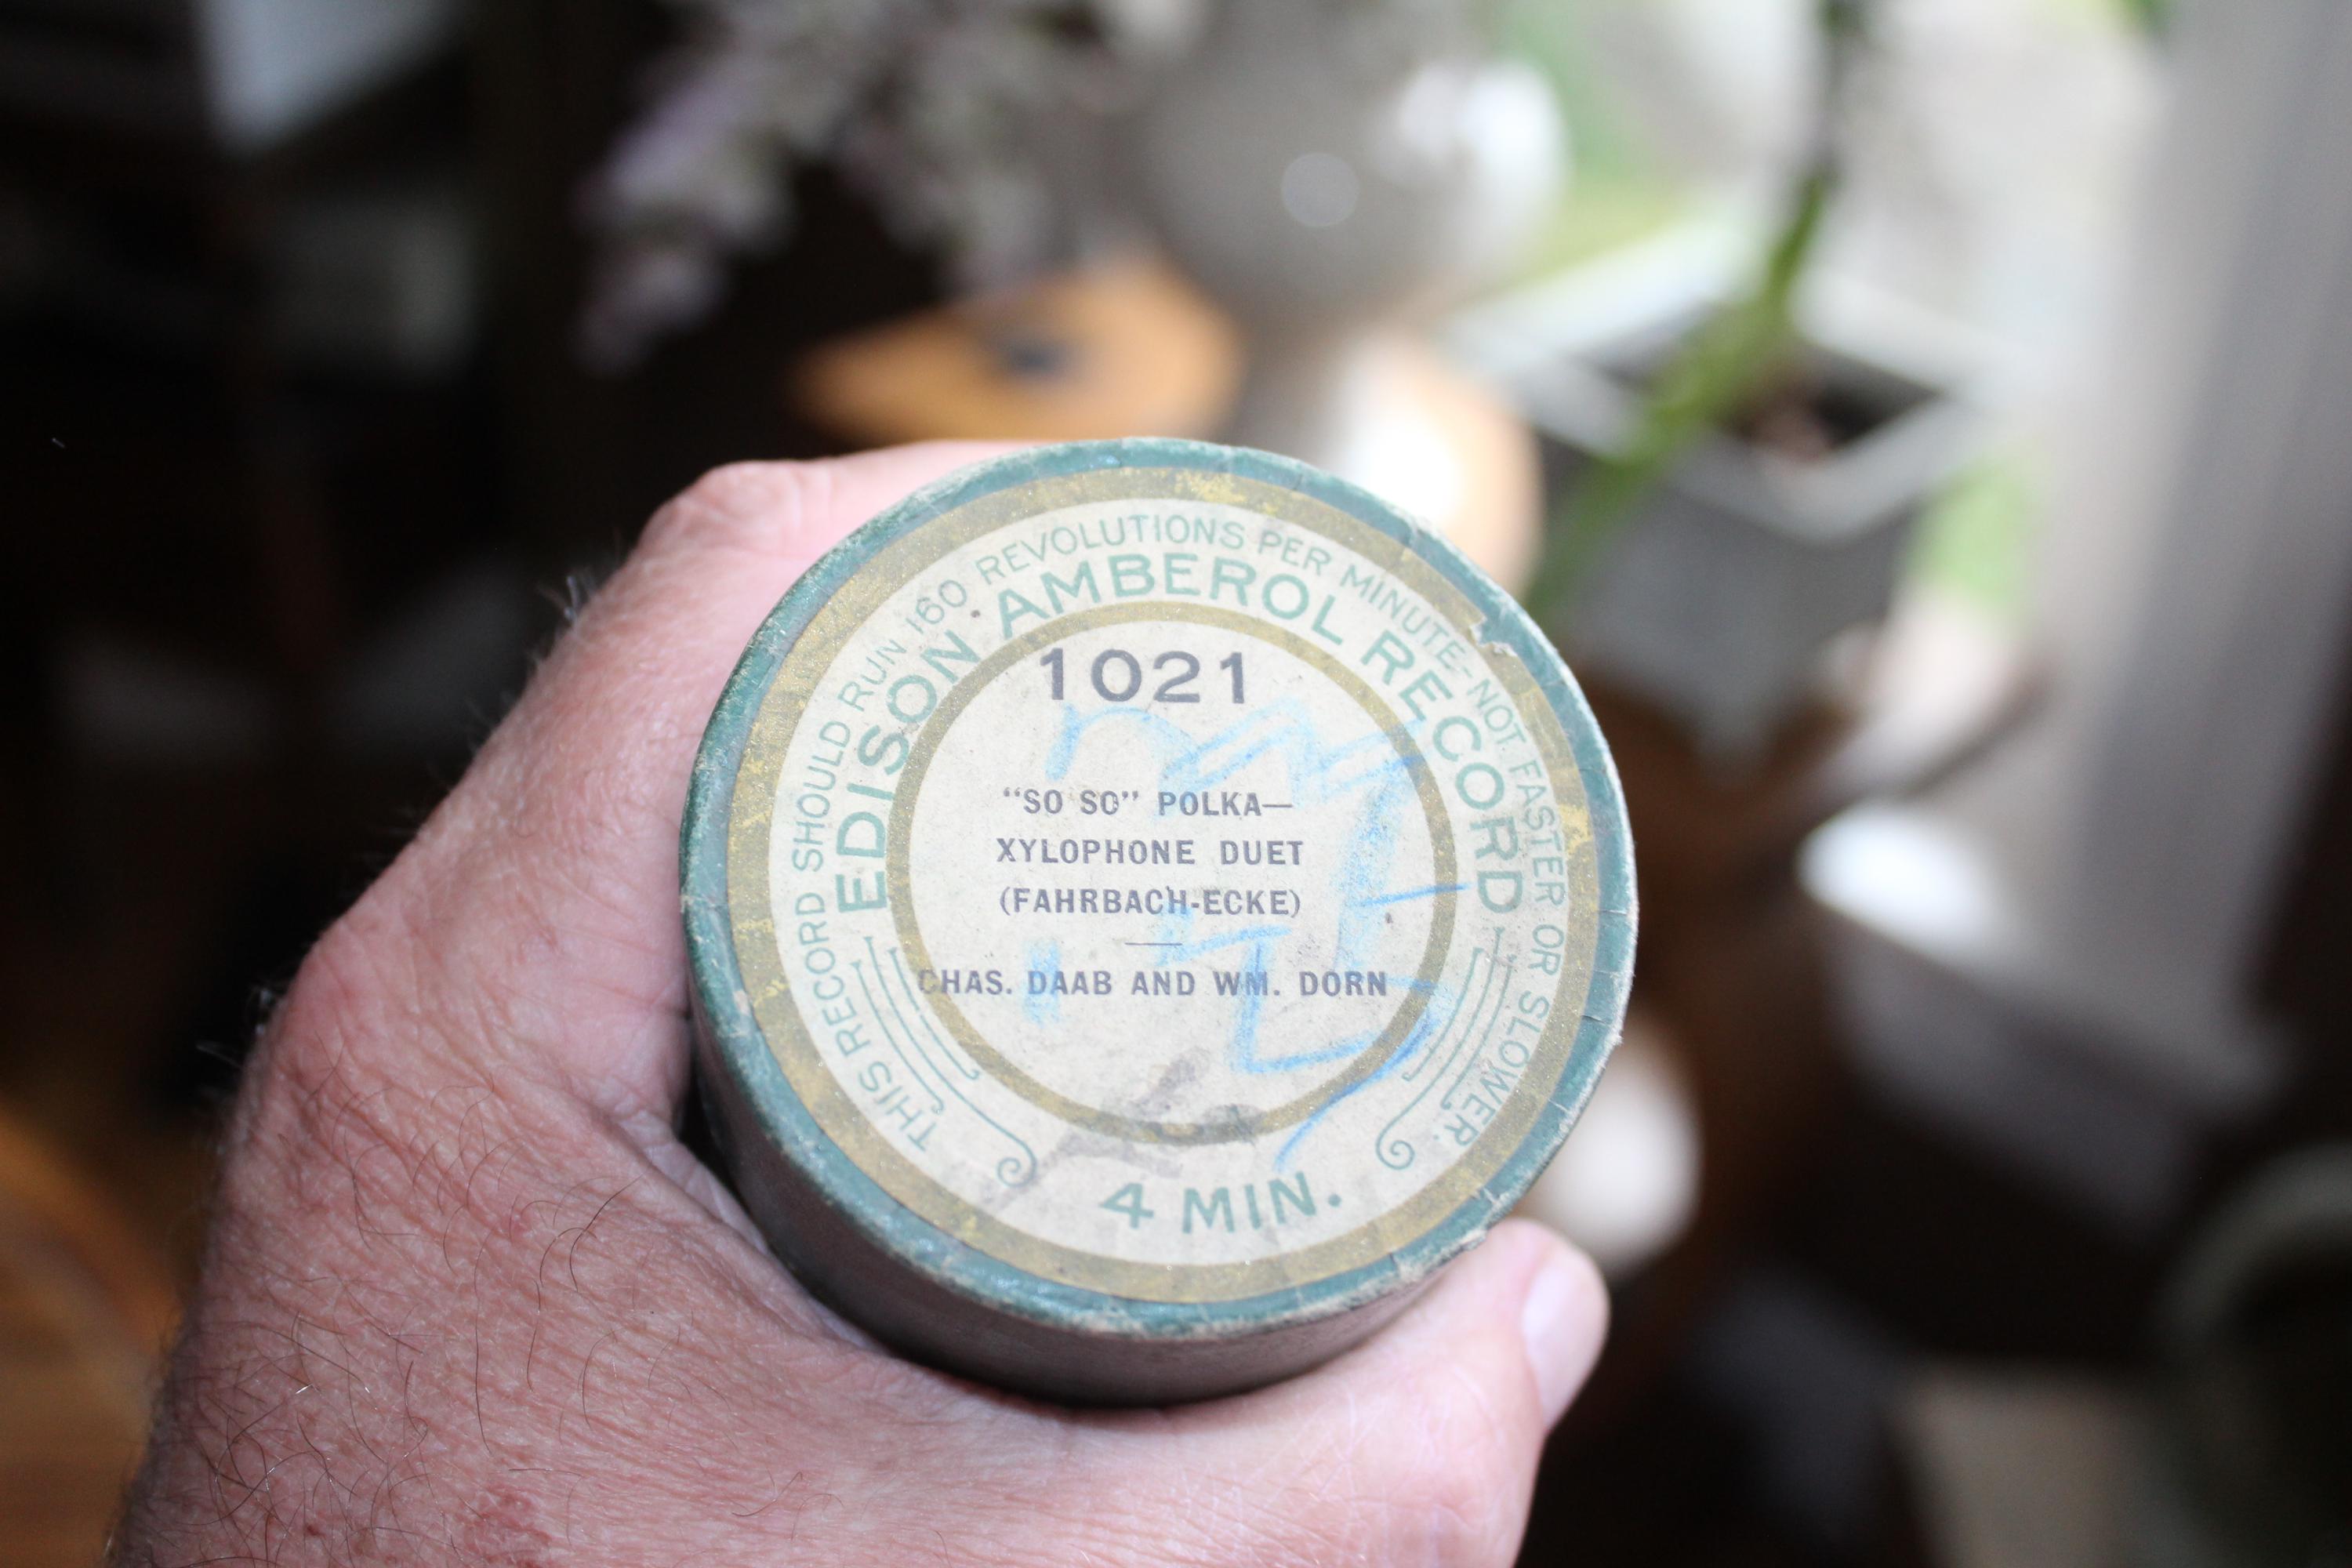 THIS RECORD SHOULD RUN 160 REVOLUTIONS PER MINUTE-NOT FASTER OR SLOWER.
EDISON AMBEROL RECORD
1021
“SO SO” POLKA—
XYLOPHONE DUET
(FAHRBACH-ECKE)
CHAS. DAAB AND WM. DORN
4 MIN.